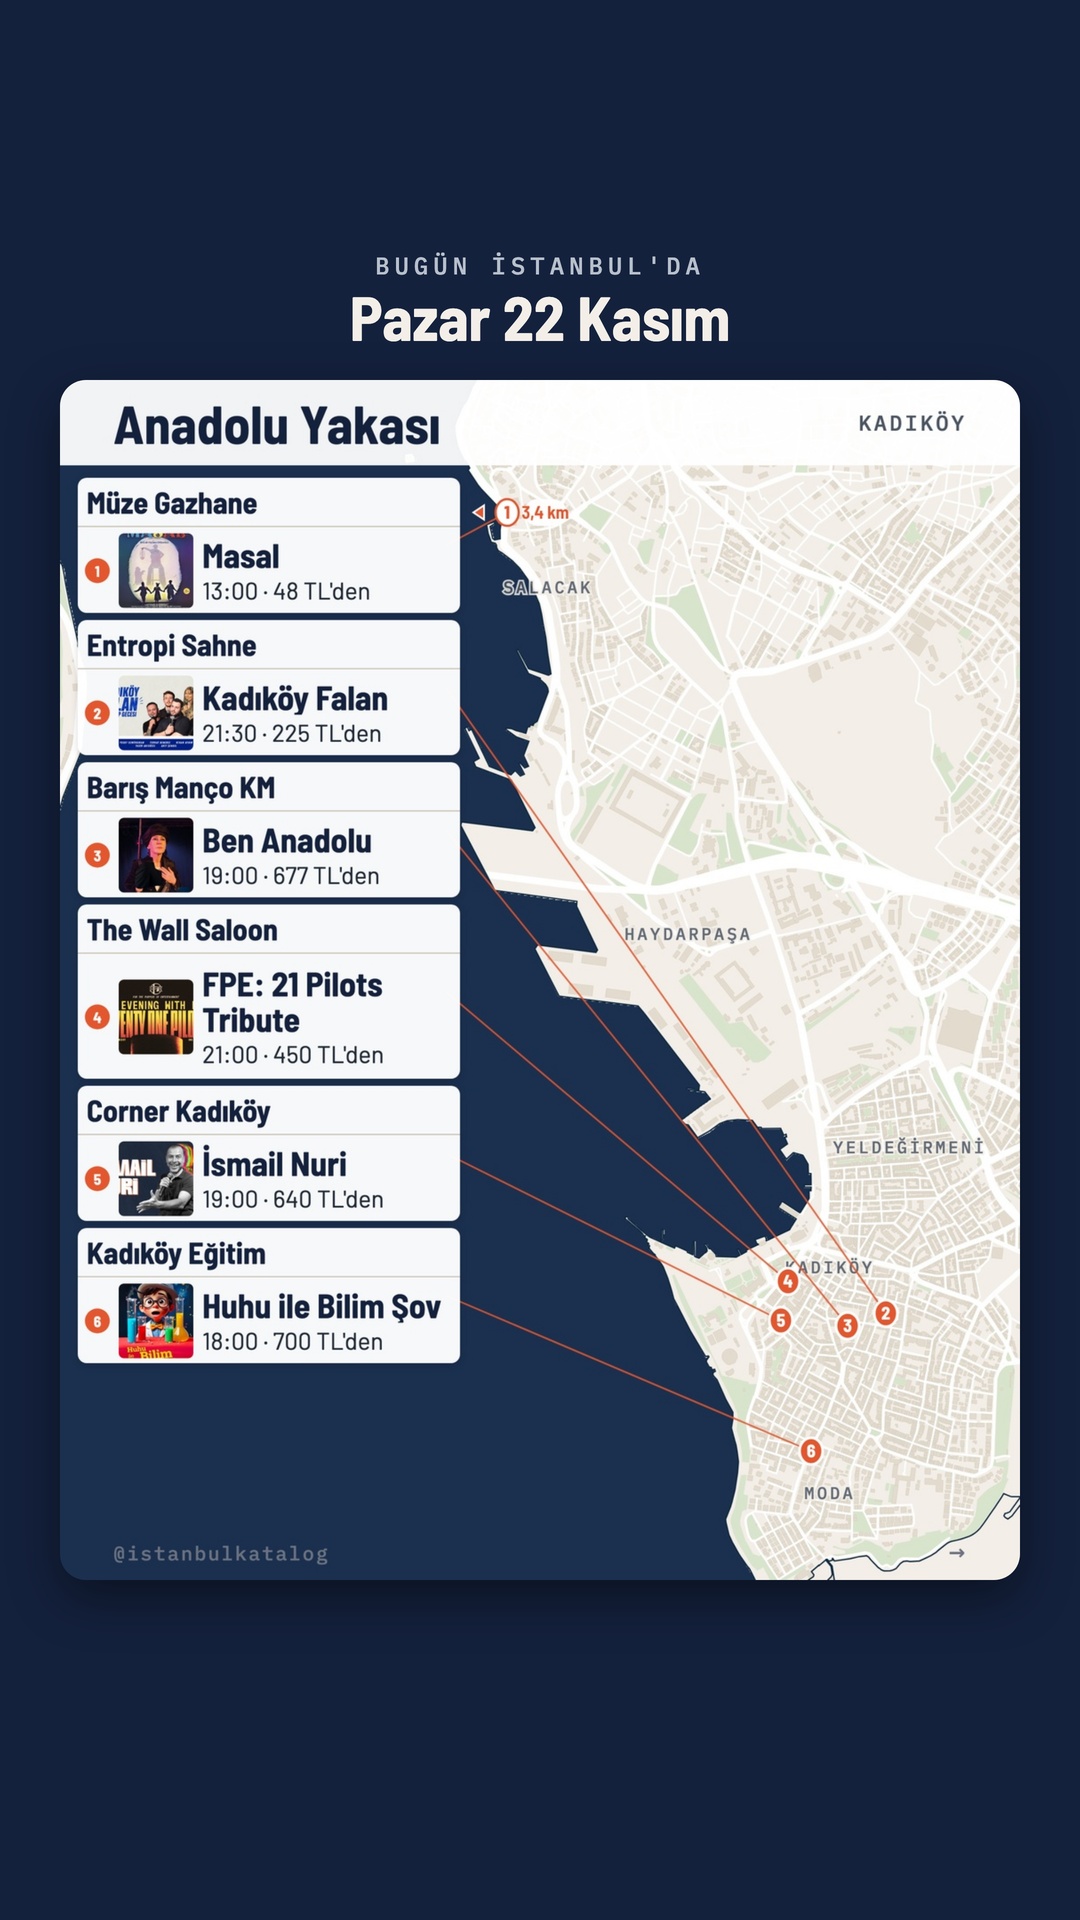 BUGÜN İSTANBUL'DA
Pazar 22 Kasım
Anadolu Yakası
KADIKÖY
Müze Gazhane
1
Masal
13:00 · 48 TL'den
Entropi Sahne
2
Kadıköy Falan
21:30 · 225 TL'den
Barış Manço KM
3
Ben Anadolu
19:00 · 677 TL'den
The Wall Saloon
4
EVENING WITH
FPE: 21 Pilots
Tribute
21:00 · 450 TL'den
Corner Kadıköy
5
İsmail Nuri
19:00 · 640 TL'den
Kadıköy Eğitim
6
Huhu
ile Bilim
Huhu ile Bilim Şov
18:00 · 700 TL'den
1 3,4 km
SALACAK
HAYDARPAŞA
YELDEĞİRMENİ
KADIKÖY
4
5
3
2
6
MODA
@istanbulkatalog
→